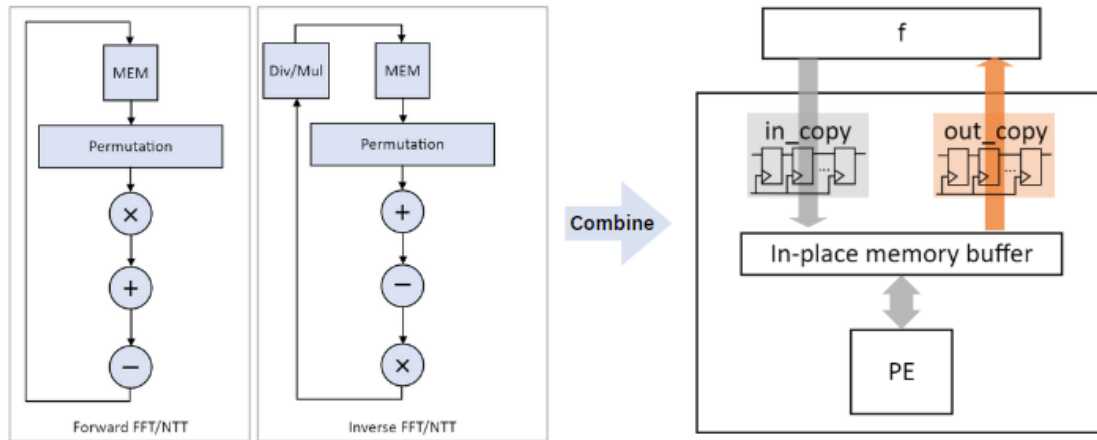 MEM
Permutation
×
+
−
Forward FFT/NTT
Div/Mul
MEM
Permutation
+
−
×
Inverse FFT/NTT
Combine
f
in_copy
...
out_copy
...
In-place memory buffer
PE